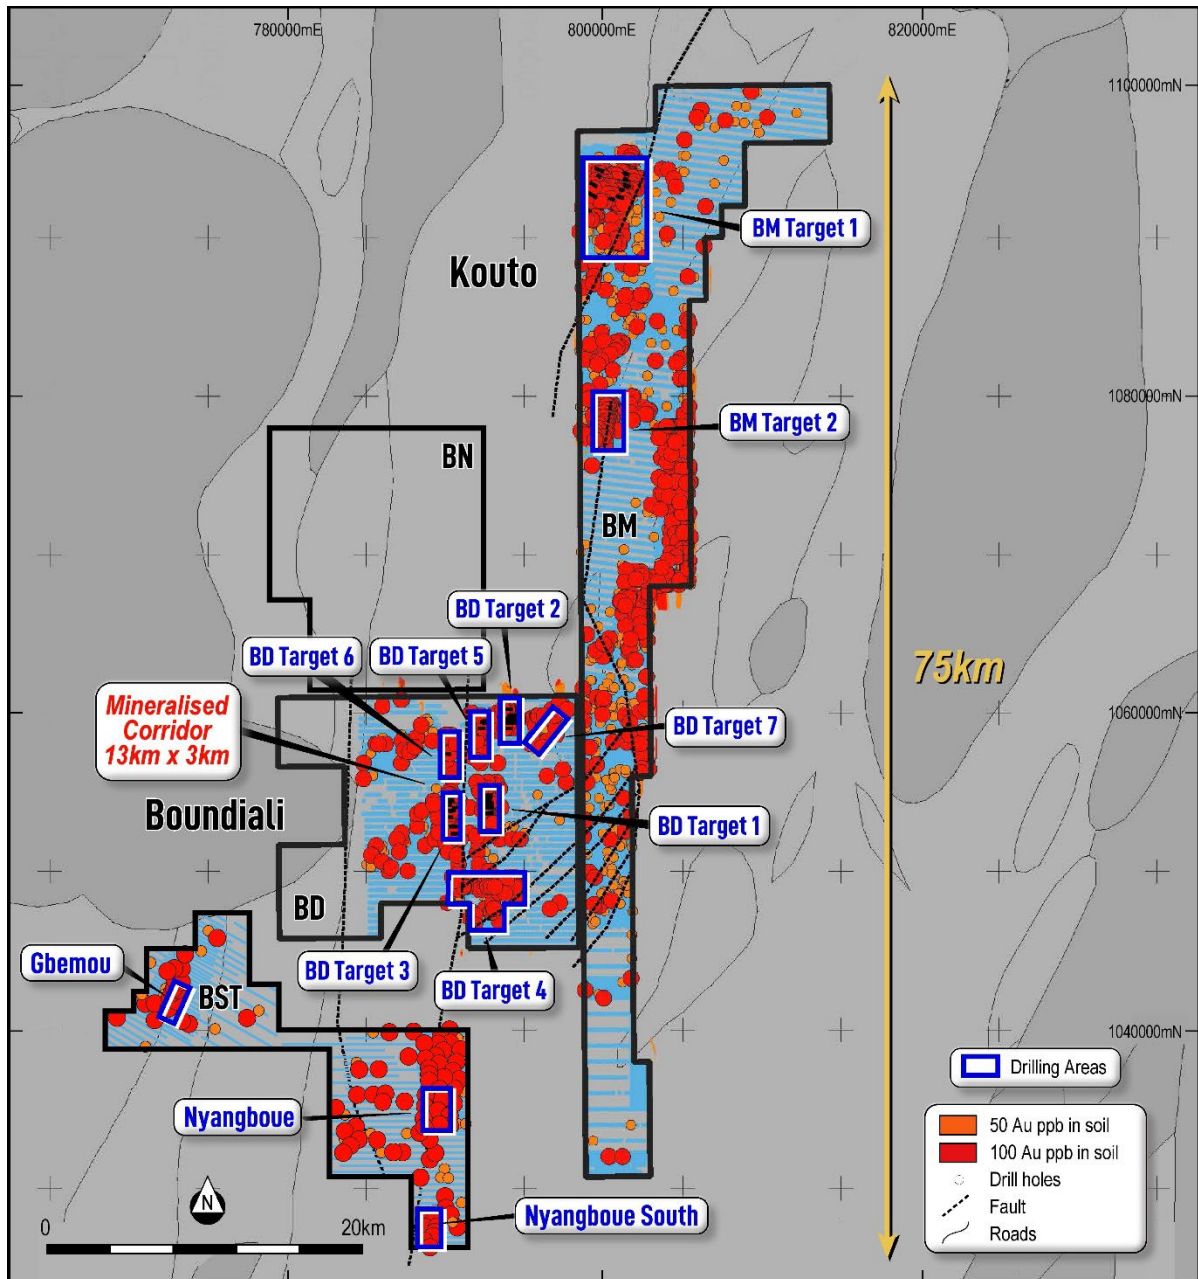 780000mE
800000mE
820000mE
1100000mN
BM Target 1
Kouto
1080000mN
BM Target 2
BN
BM
BD Target 2
BD Target 6
BD Target 5
75km
Mineralised
Corridor
13km x 3km
1060000mN
BD Target 7
Boundiali
BD Target 1
BD
BD Target 3
BD Target 4
Gbemou
BST
1040000mN
Drilling Areas
Nyangboue
50 Au ppb in soil
100 Au ppb in soil
Drill holes
Fault
Roads
N
0
20km
Nyangboue South